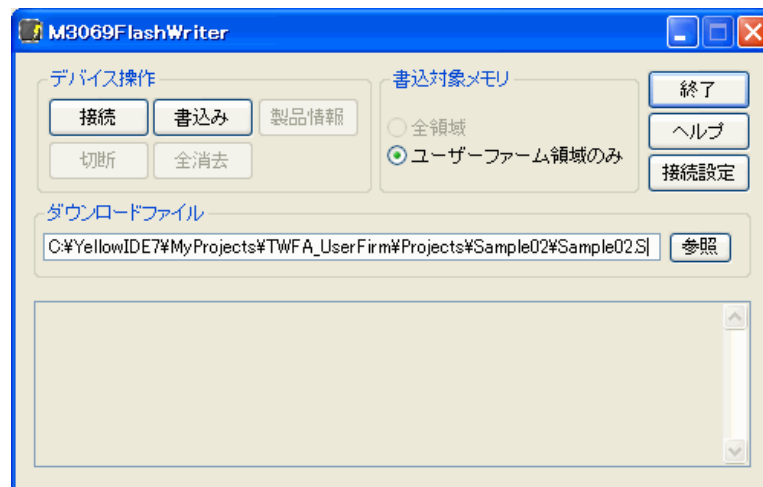 M3069FlashWriter
デバイス操作
接続 書込み 製品情報
切断 全消去
書込対象メモリ
全領域
ユーザーファーム領域のみ
終了
ヘルプ
接続設定
ダウンロードファイル
C:¥YellowIDE7¥MyProjects¥TWFA_UserFirm¥Projects¥Sample02¥Sample02.S 参照